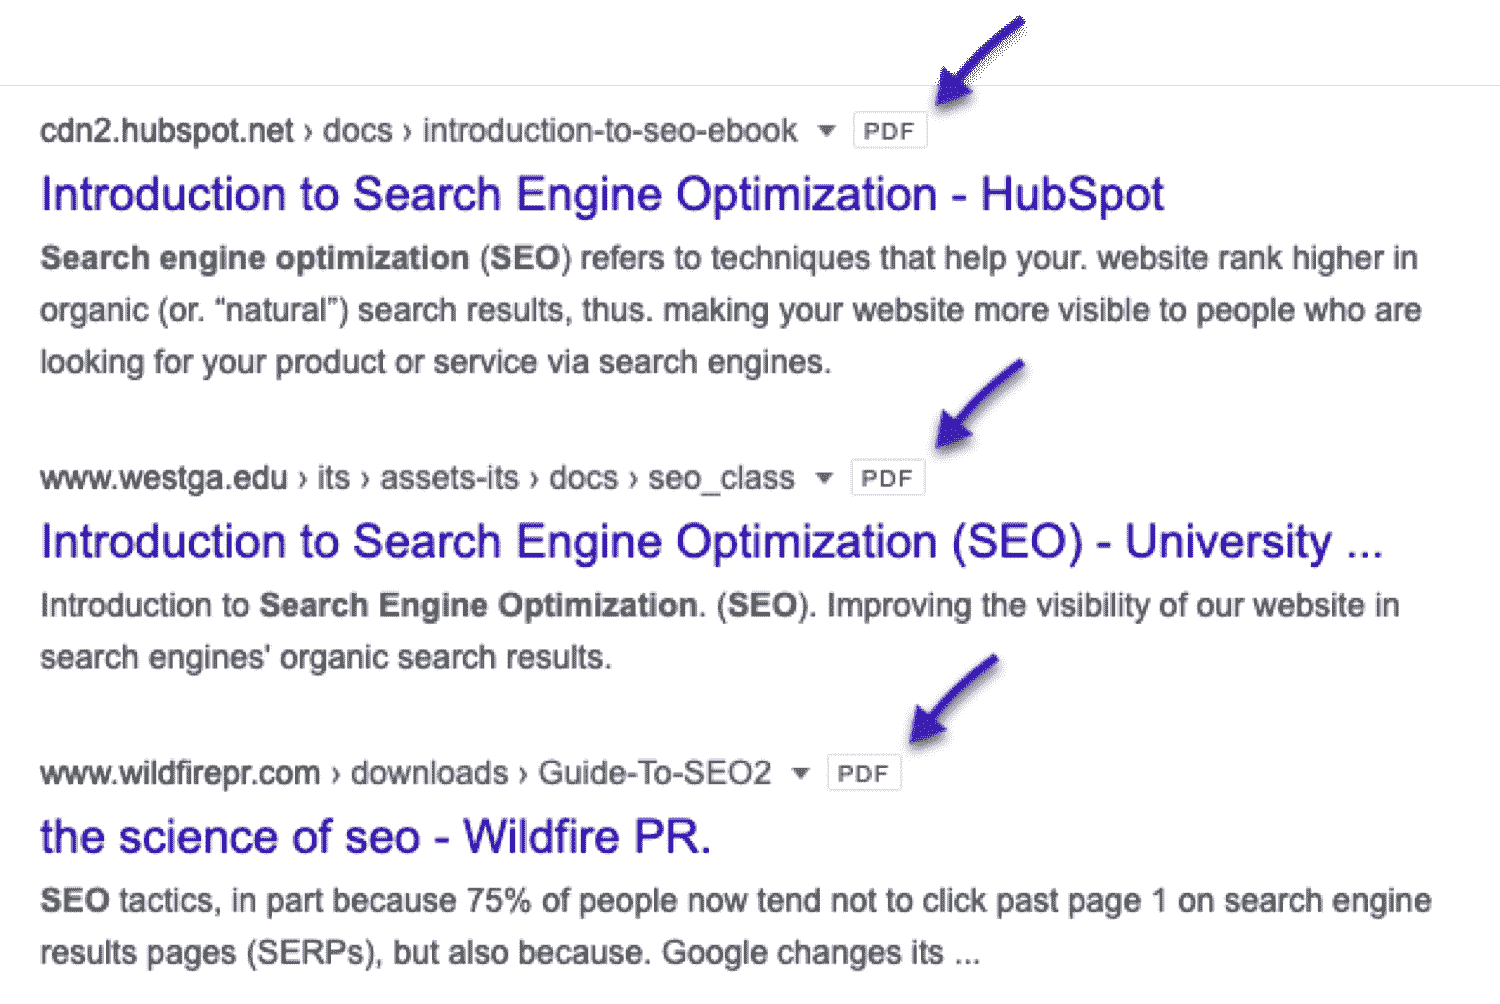 cdn2.hubspot.net › docs › introduction-to-seo-ebook ▼ PDF
Introduction to Search Engine Optimization - HubSpot
Search engine optimization (SEO) refers to techniques that help your. website rank higher in
organic (or. “natural”) search results, thus. making your website more visible to people who are
looking for your product or service via search engines.
www.westga.edu › its › assets-its › docs › seo_class ▼ PDF
Introduction to Search Engine Optimization (SEO) - University ...
Introduction to Search Engine Optimization. (SEO). Improving the visibility of our website in
search engines' organic search results.
www.wildfirepr.com › downloads › Guide-To-SEO2 ▼ PDF
the science of seo - Wildfire PR.
SEO tactics, in part because 75% of people now tend not to click past page 1 on search engine
results pages (SERPs), but also because. Google changes its ...